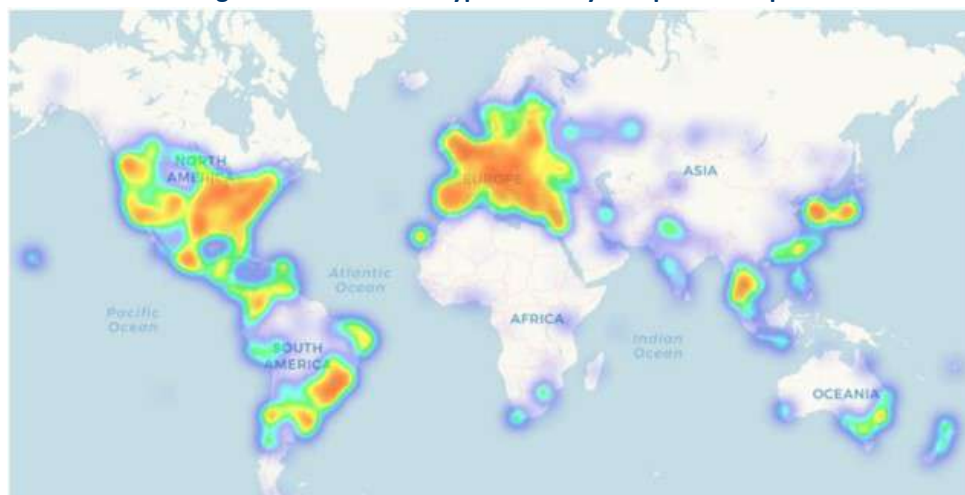 NORTH
AMERICA
EUROPE
ASIA
Atlantic
Ocean
Pacific
Ocean
AFRICA
Indian
Ocean
SOUTH
AMERICA
OCEANIA